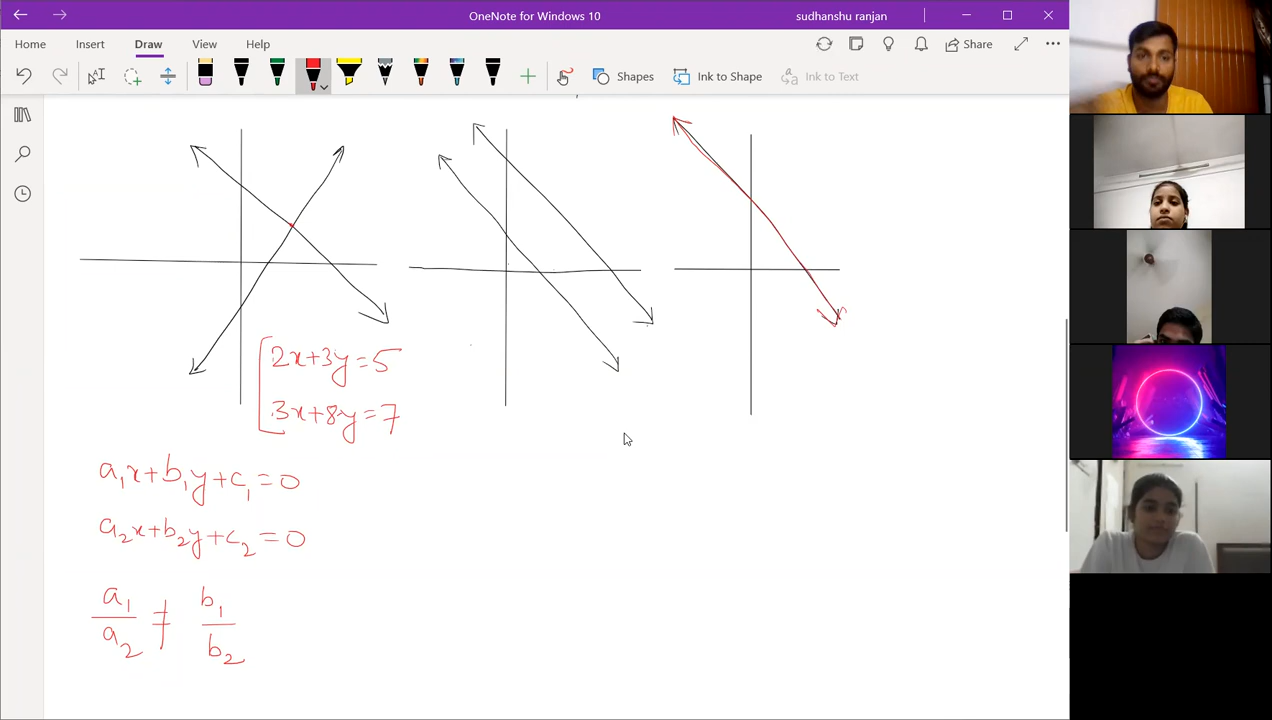 OneNote for Windows 10
sudhanshu ranjan
Home Insert Draw View Help
Share
Shapes
Ink to Shape
Ink to Text
2x+3y=5
3x+8y=7
a₁x+b₁y+c₁=0
a₂x+b₂y+c₂=0
a₁/a₂ ≠ b₁/b₂